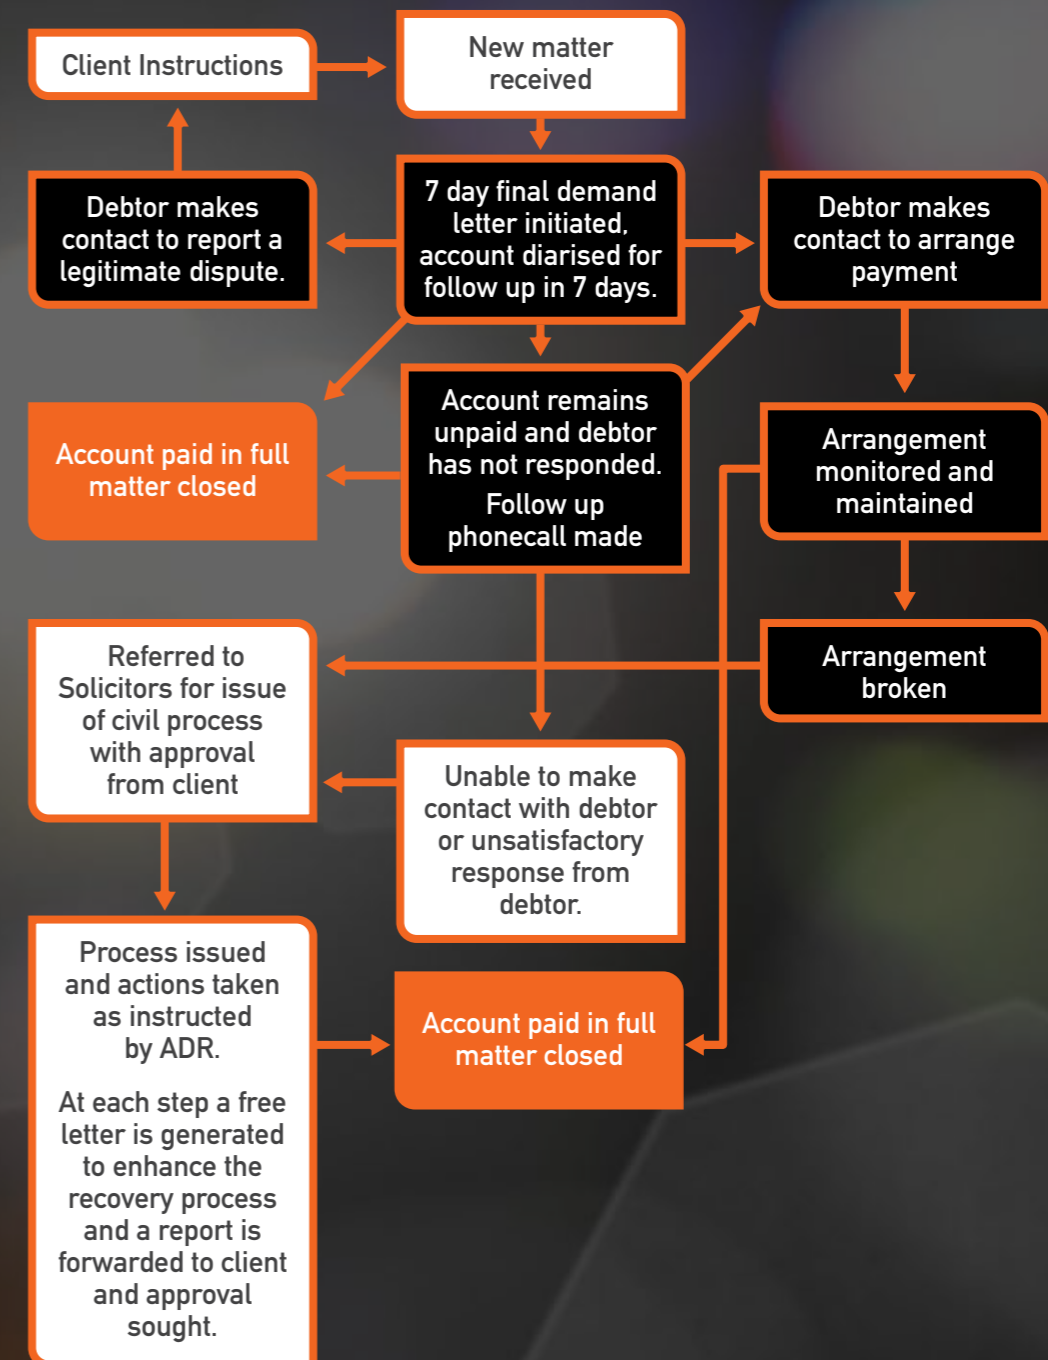 Client Instructions
New matter
received
Debtor makes
contact to report a
legitimate dispute.
7 day final demand
letter initiated,
account diarised for
follow up in 7 days.
Debtor makes
contact to arrange
payment
Account paid in full
matter closed
Account remains
unpaid and debtor
has not responded.
Follow up
phonecall made
Arrangement
monitored and
maintained
Referred to
Solicitors for issue
of civil process
with approval
from client
Arrangement
broken
Unable to make
contact with debtor
or unsatisfactory
response from
debtor.
Process issued
and actions taken
as instructed
by ADR.
At each step a free
letter is generated
to enhance the
recovery process
and a report is
forwarded to client
and approval
sought.
Account paid in full
matter closed